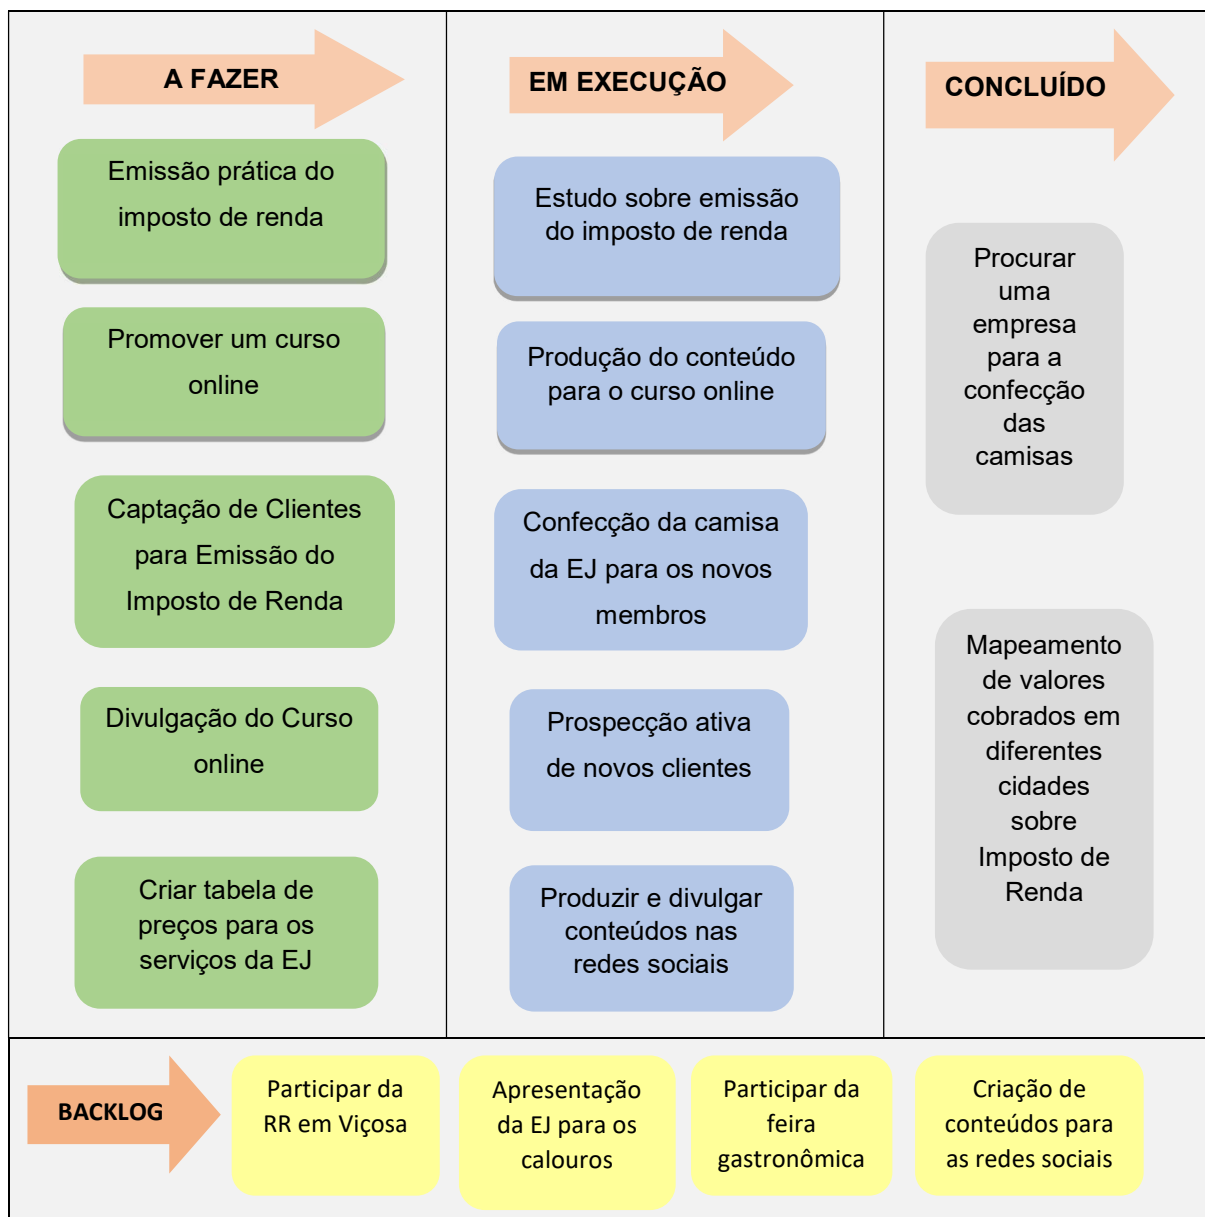 A FAZER
Emissão prática do
imposto de renda
Promover um curso
online
Captação de Clientes
para Emissão do
Imposto de Renda
Divulgação do Curso
online
Criar tabela de
preços para os
serviços da EJ
EM EXECUÇÃO
Estudo sobre emissão
do imposto de renda
Produção do conteúdo
para o curso online
Confecção da camisa
da EJ para os novos
membros
Prospecção ativa
de novos clientes
Produzir e divulgar
conteúdos nas
redes sociais
CONCLUÍDO
Procurar
uma
empresa
para a
confecção
das
camisas
Mapeamento
de valores
cobrados em
diferentes
cidades
sobre
Imposto de
Renda
BACKLOG
Participar da
RR em Viçosa
Apresentação
da EJ para os
calouros
Participar da
feira
gastronômica
Criação de
conteúdos para
as redes sociais